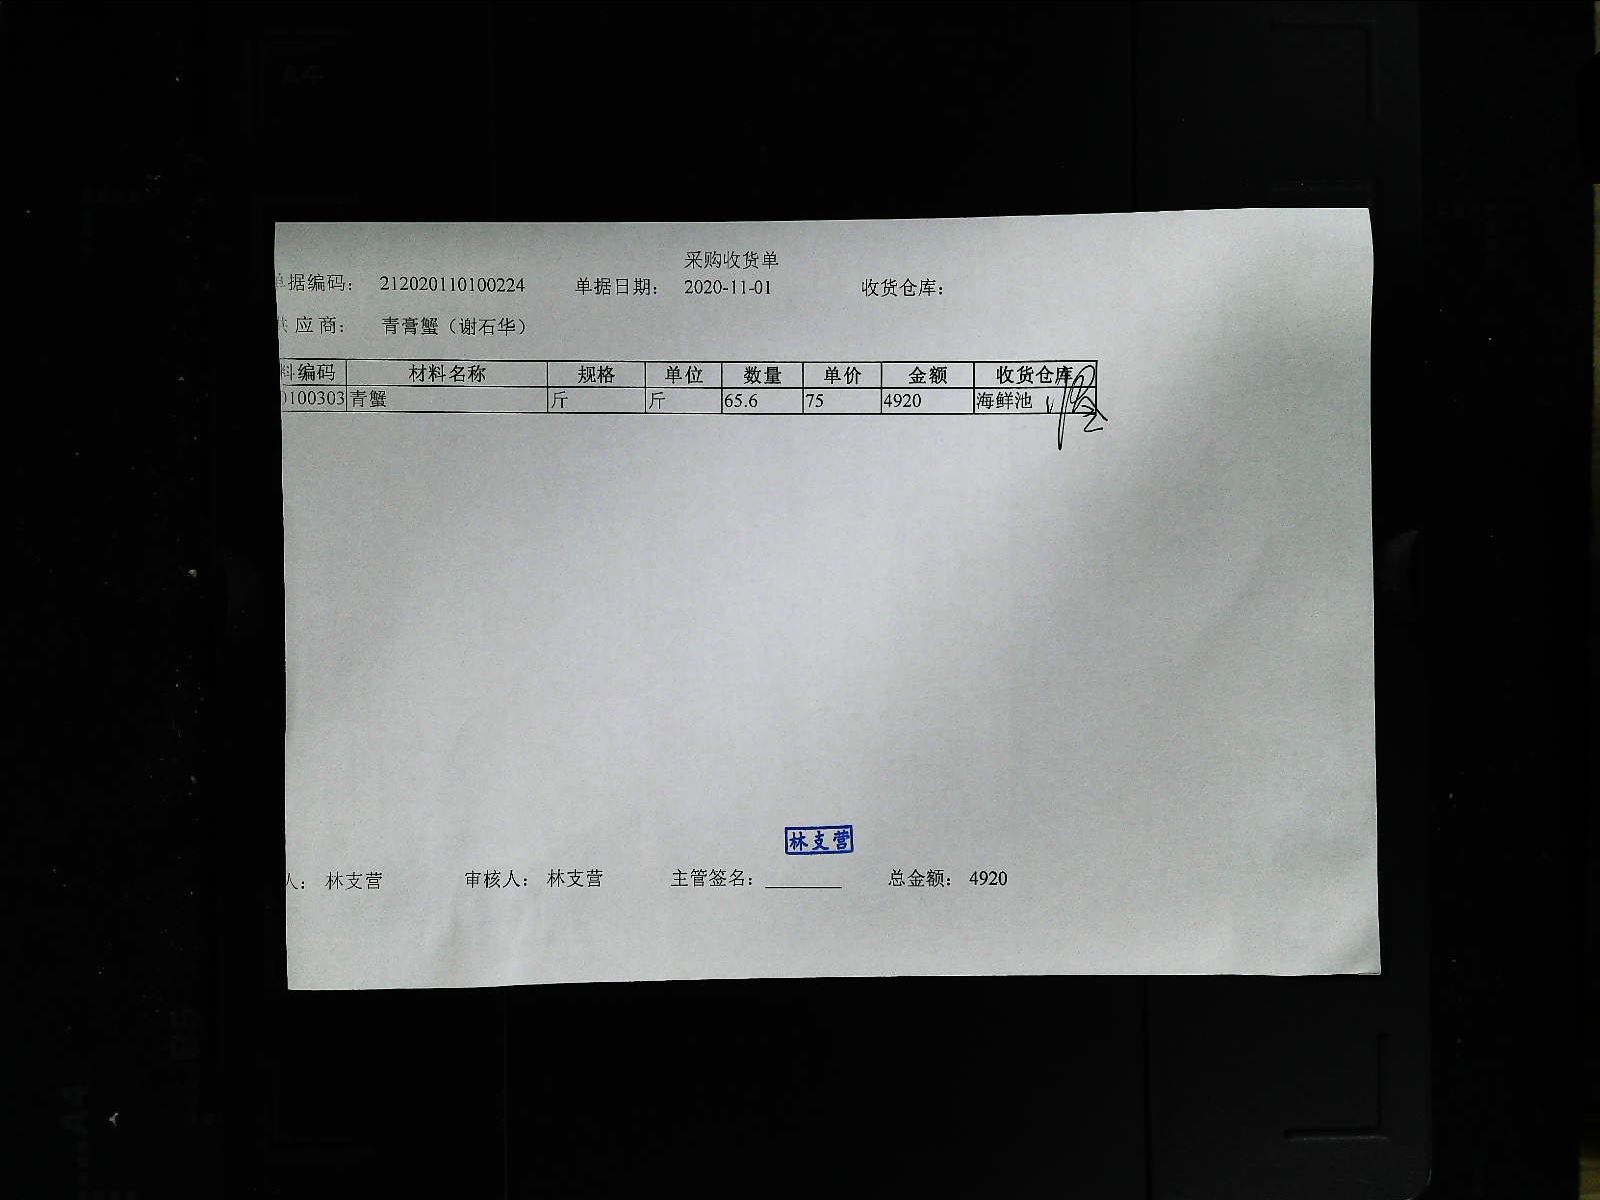 采购收货单
单据编码： 212020110100224 单据日期： 2020-11-01 收货仓库：
供应商： 青膏蟹（谢石华）
料编码 材料名称 规格 单位 数量 单价 金额 收货仓库
0100303 青蟹 斤 斤 65.6 75 4920 海鲜池
林支营
人： 林支营 审核人： 林支营 主管签名： ________ 总金额： 4920